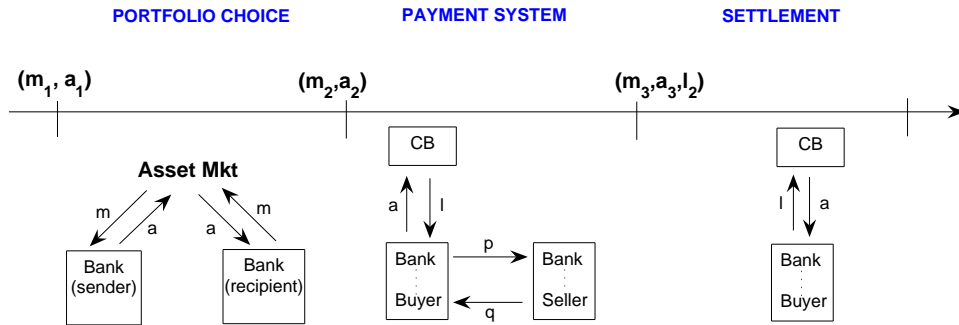 PORTFOLIO CHOICE PAYMENT SYSTEM SETTLEMENT
(m1, a1) (m2,a2) (m3,a3,l2)
CB CB
Asset Mkt
m a a m a l l a
Bank (sender)
Bank (recipient)
Bank
Buyer
p
q
Bank
Seller
Bank
Buyer